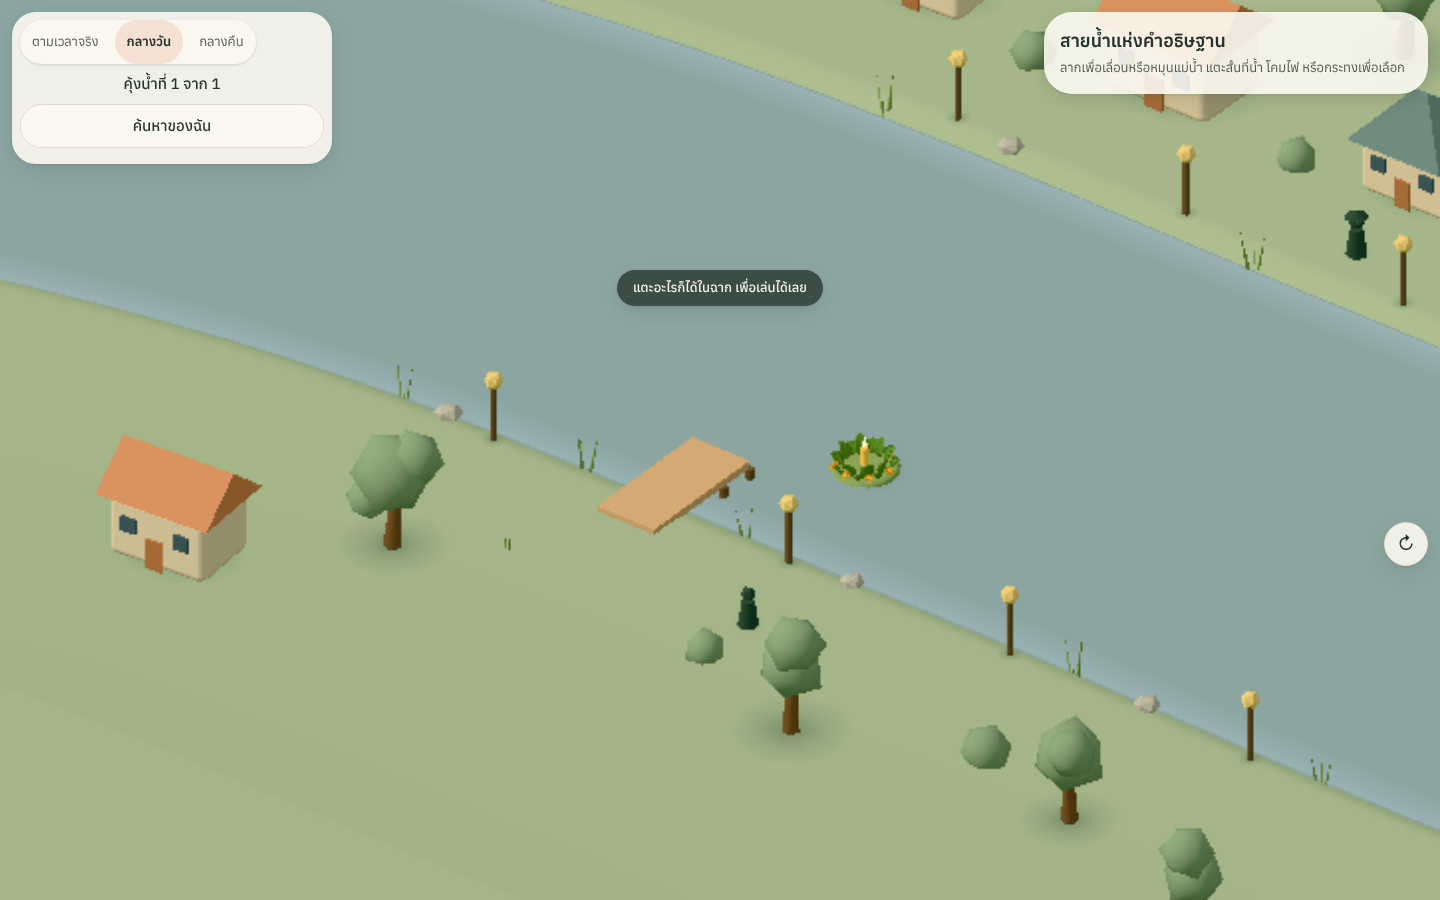 ตามเวลาจริง กลางวัน กลางคืน
คุ้งน้ำที่ 1 จาก 1
ค้นหาของฉัน
สายน้ำแห่งคำอธิษฐาน
ลากเพื่อเลื่อนหรือหมุนแม่น้ำ แตะสั้นที่น้ำ โคมไฟ หรือกระทงเพื่อเลือก
แตะอะไรก็ได้ในฉาก เพื่อเล่นได้เลย